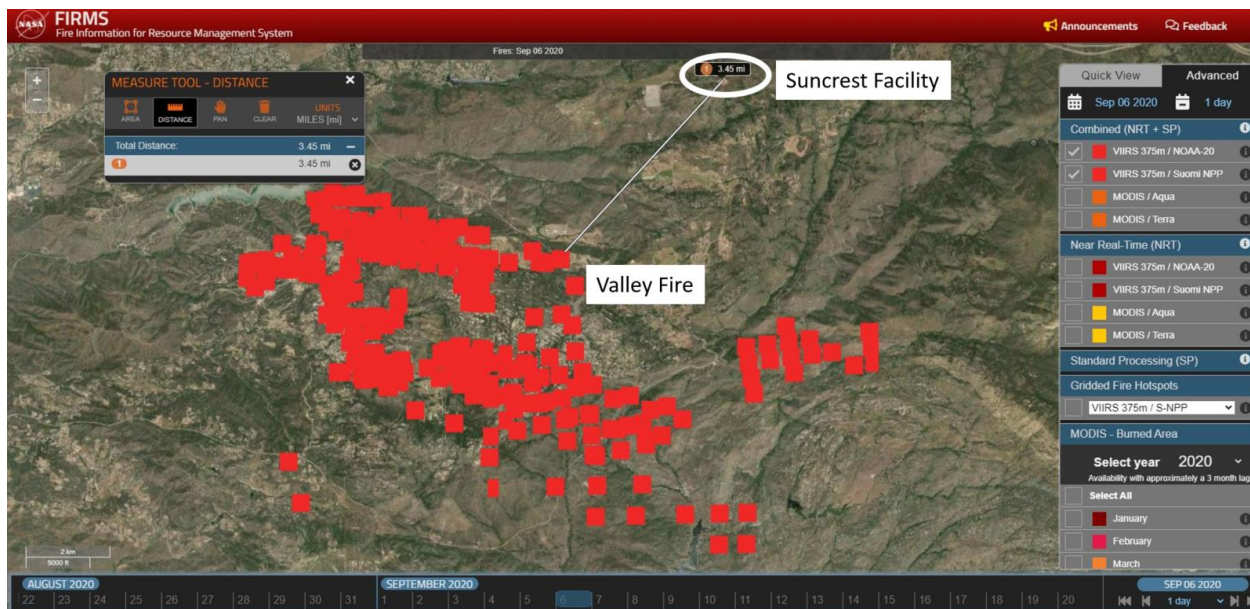 NASA
FIRMS
Fire Information for Resource Management System
Announcements
Feedback
Fires: Sep 06 2020
+
−
MEASURE TOOL - DISTANCE ×
AREA DISTANCE PAN CLEAR UNITS
MILES [mi]
Total Distance: 3.45 mi −
1 3.45 mi
1 3.45 mi
Suncrest Facility
Valley Fire
2 km
5000 ft
Quick View Advanced
Sep 06 2020 1 day
Combined (NRT + SP)
VIIRS 375m / NOAA-20
VIIRS 375m / Suomi NPP
MODIS / Aqua
MODIS / Terra
Near Real-Time (NRT)
VIIRS 375m / NOAA-20
VIIRS 375m / Suomi NPP
MODIS / Aqua
MODIS / Terra
Standard Processing (SP)
Gridded Fire Hotspots
VIIRS 375m / S-NPP
MODIS - Burned Area
Select year 2020
Availability with approximately a 3 month lag
Select All
January
February
March
AUGUST 2020 SEPTEMBER 2020 SEP 06 2020
22 23 24 25 26 27 28 29 30 31 1 2 3 4 5 6 7 8 9 10 11 12 13 14 15 16 17 18 19 20 1 day